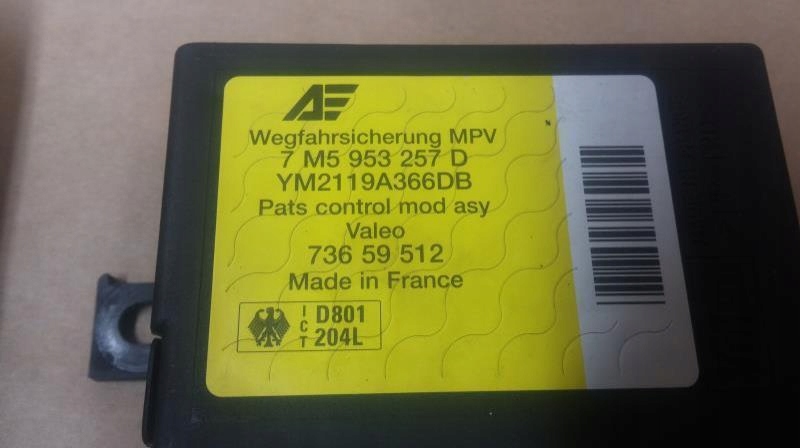 AE
Wegfahrsicherung MPV
7 M5 953 257 D
YM2119A366DB
Pats control mod asy
Valeo
736 59 512
Made in France
ICT D801
204L